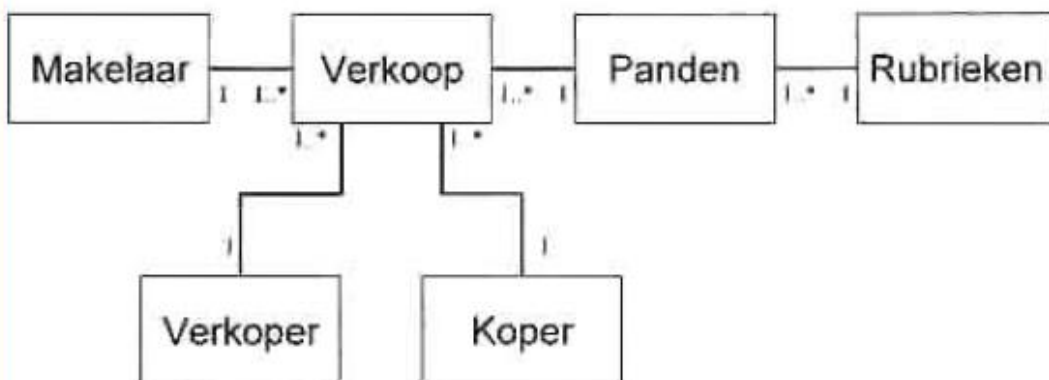 Makelaar Verkoop Panden Rubrieken
1 1..* 1..* 1 1..* 1
1..* 1..*
1 1
Verkoper Koper